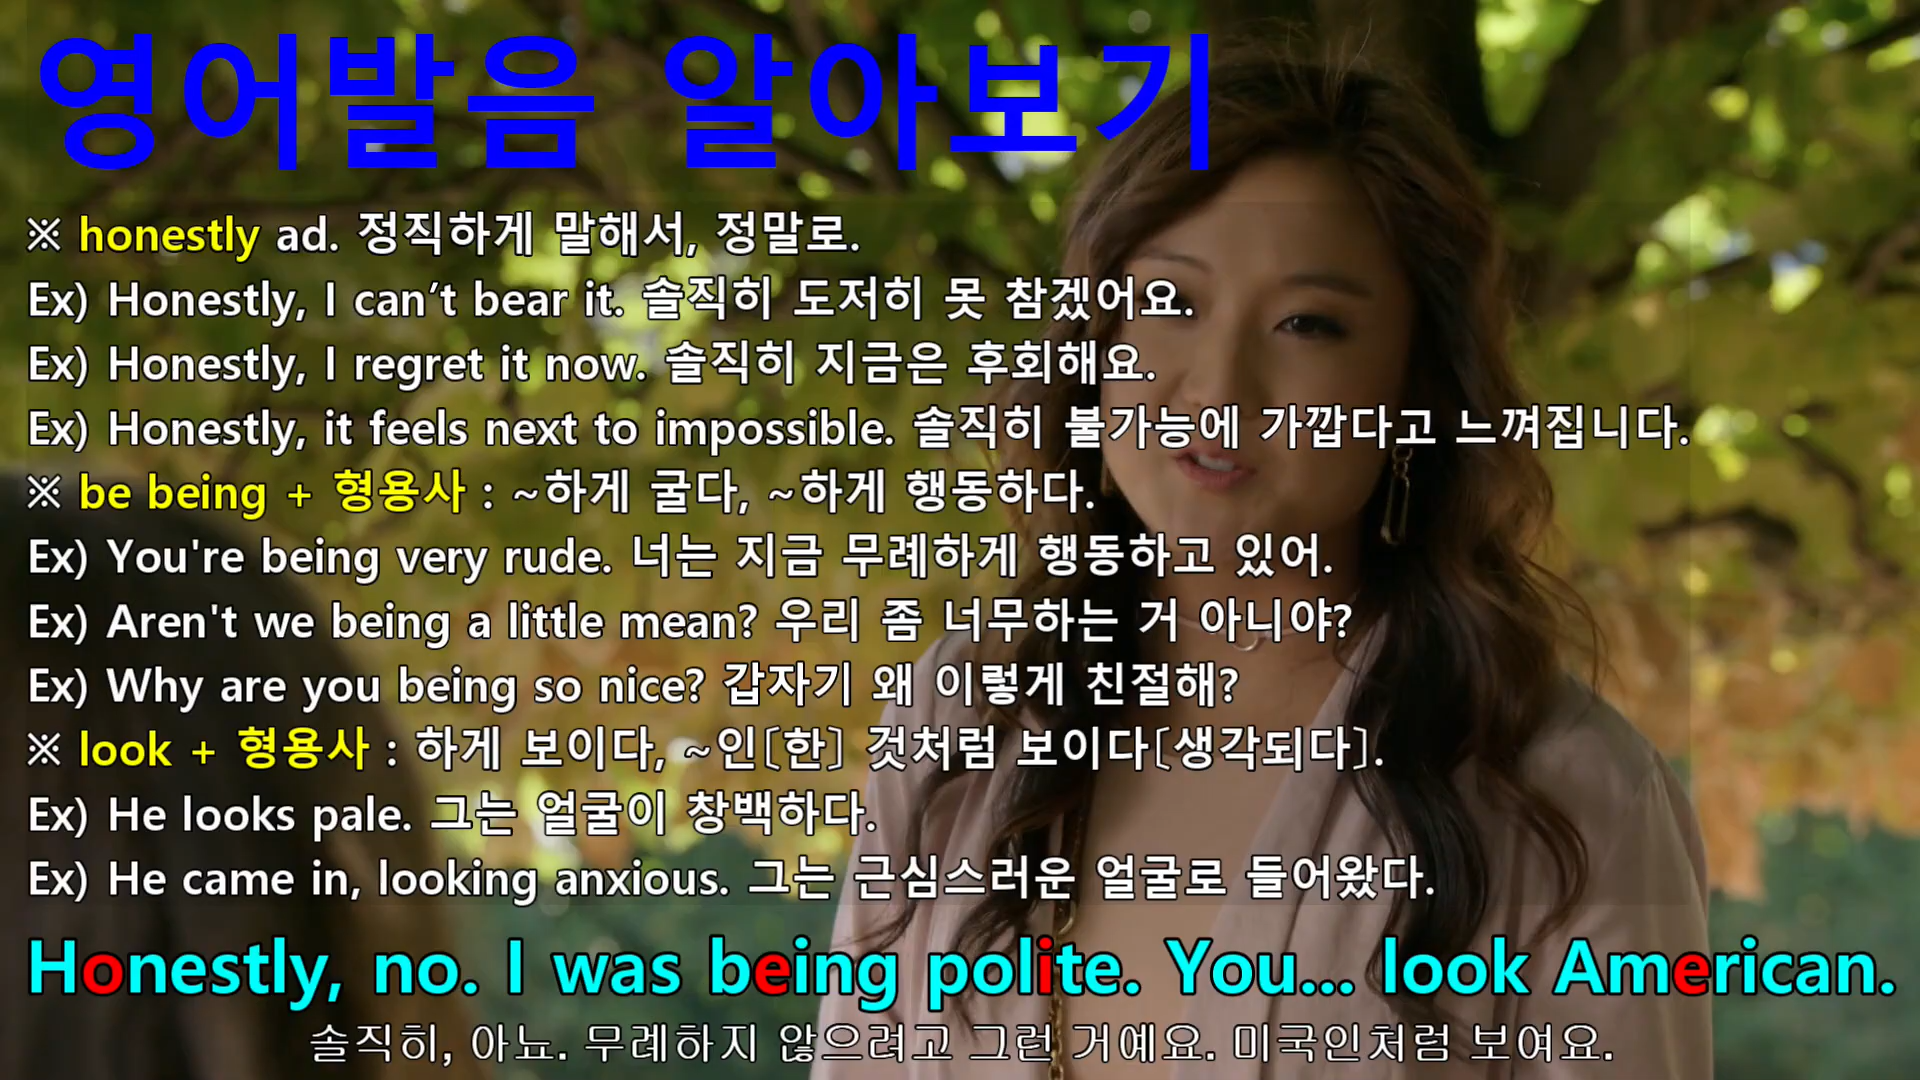 영어발음 알아보기
※ honestly ad. 정직하게 말해서, 정말로.
Ex) Honestly, I can’t bear it. 솔직히 도저히 못 참겠어요.
Ex) Honestly, I regret it now. 솔직히 지금은 후회해요.
Ex) Honestly, it feels next to impossible. 솔직히 불가능에 가깝다고 느껴집니다.
※ be being + 형용사 : ~하게 굴다, ~하게 행동하다.
Ex) You're being very rude. 너는 지금 무례하게 행동하고 있어.
Ex) Aren't we being a little mean? 우리 좀 너무하는 거 아니야?
Ex) Why are you being so nice? 갑자기 왜 이렇게 친절해?
※ look + 형용사 : 하게 보이다, ~인〔한〕 것처럼 보이다〔생각되다〕.
Ex) He looks pale. 그는 얼굴이 창백하다.
Ex) He came in, looking anxious. 그는 근심스러운 얼굴로 들어왔다.
Honestly, no. I was being polite. You... look American.
솔직히, 아뇨. 무례하지 않으려고 그런 거예요. 미국인처럼 보여요.